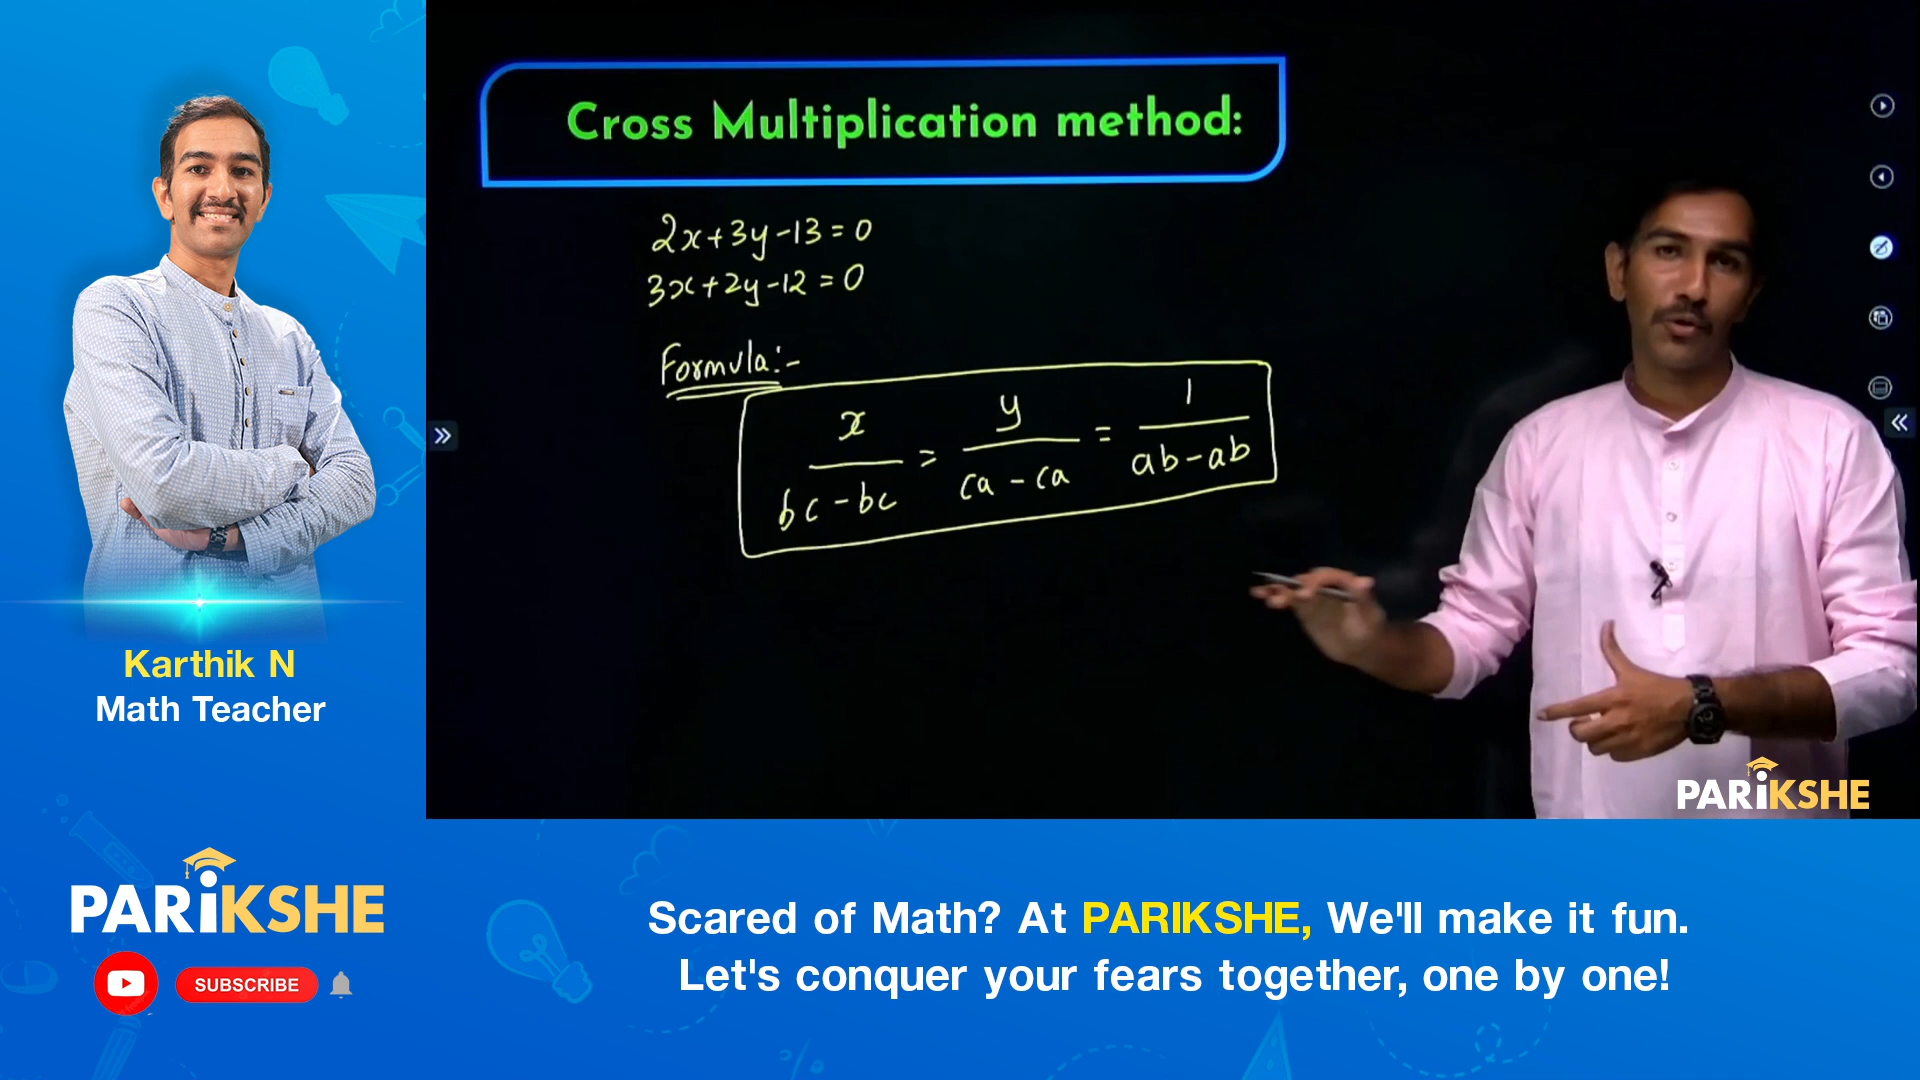 Cross Multiplication method:
2x+3y-13=0
3x+2y-12=0
Formula:-
x/bc-bc = y/ca-ca = 1/ab-ab
PARiKSHE
Karthik N
Math Teacher
PARiKSHE
SUBSCRIBE
Scared of Math? At PARIKSHE, We'll make it fun.
Let's conquer your fears together, one by one!